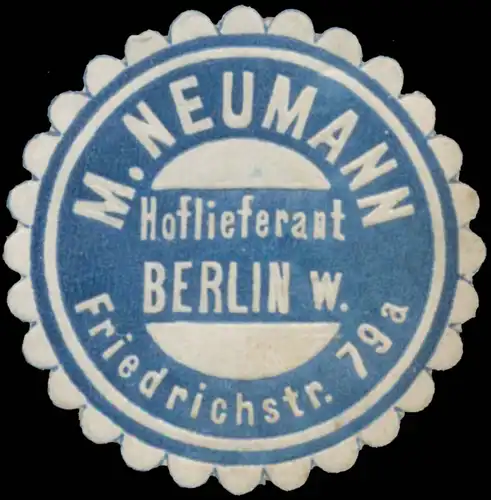 M. NEUMANN
Hoflieferant
BERLIN W.
Friedrichstr. 79a